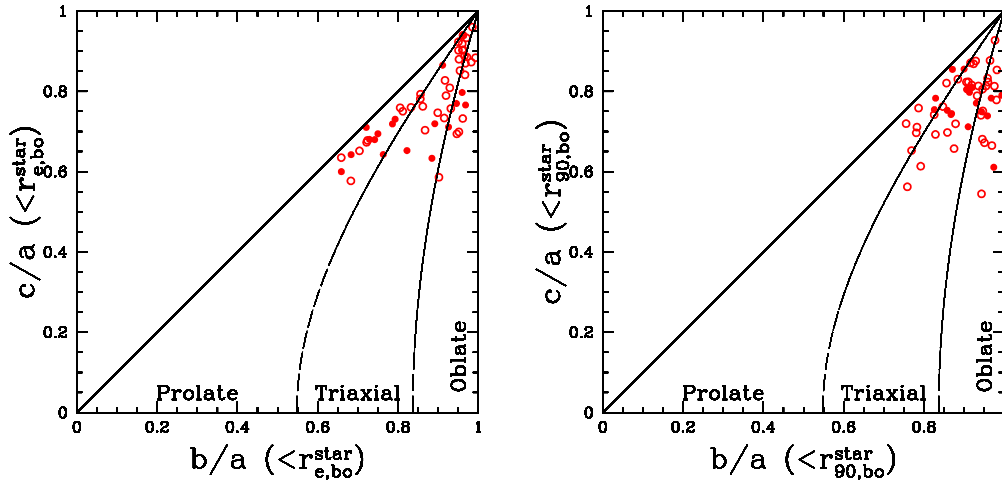 1
0.8
0.6
0.4
0.2
0
c/a (<r^star_e,bo)
Prolate
Triaxial
Oblate
0 0.2 0.4 0.6 0.8 1
b/a (<r^star_e,bo)
1
0.8
0.6
0.4
0.2
0
c/a (<r^star_90,bo)
Prolate
Triaxial
Oblate
0 0.2 0.4 0.6 0.8
b/a (<r^star_90,bo)